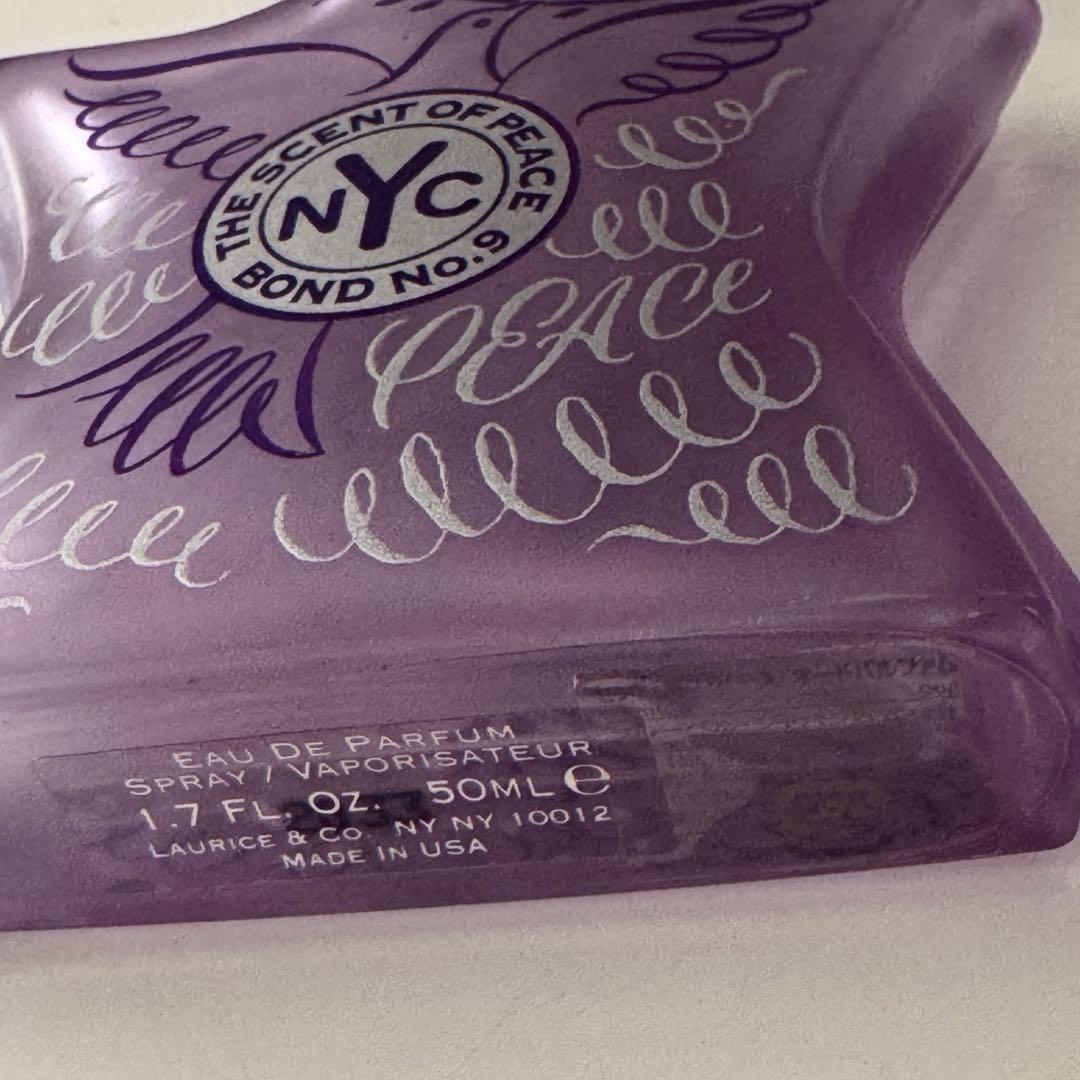 THE SCENT OF PEACE
NYC
BOND NO. 9
PEACE
EAU DE PARFUM
SPRAY / VAPORISATEUR
1.7 FL. OZ. 50ML ℮
LAURICE & CO. NY NY 10012
MADE IN USA